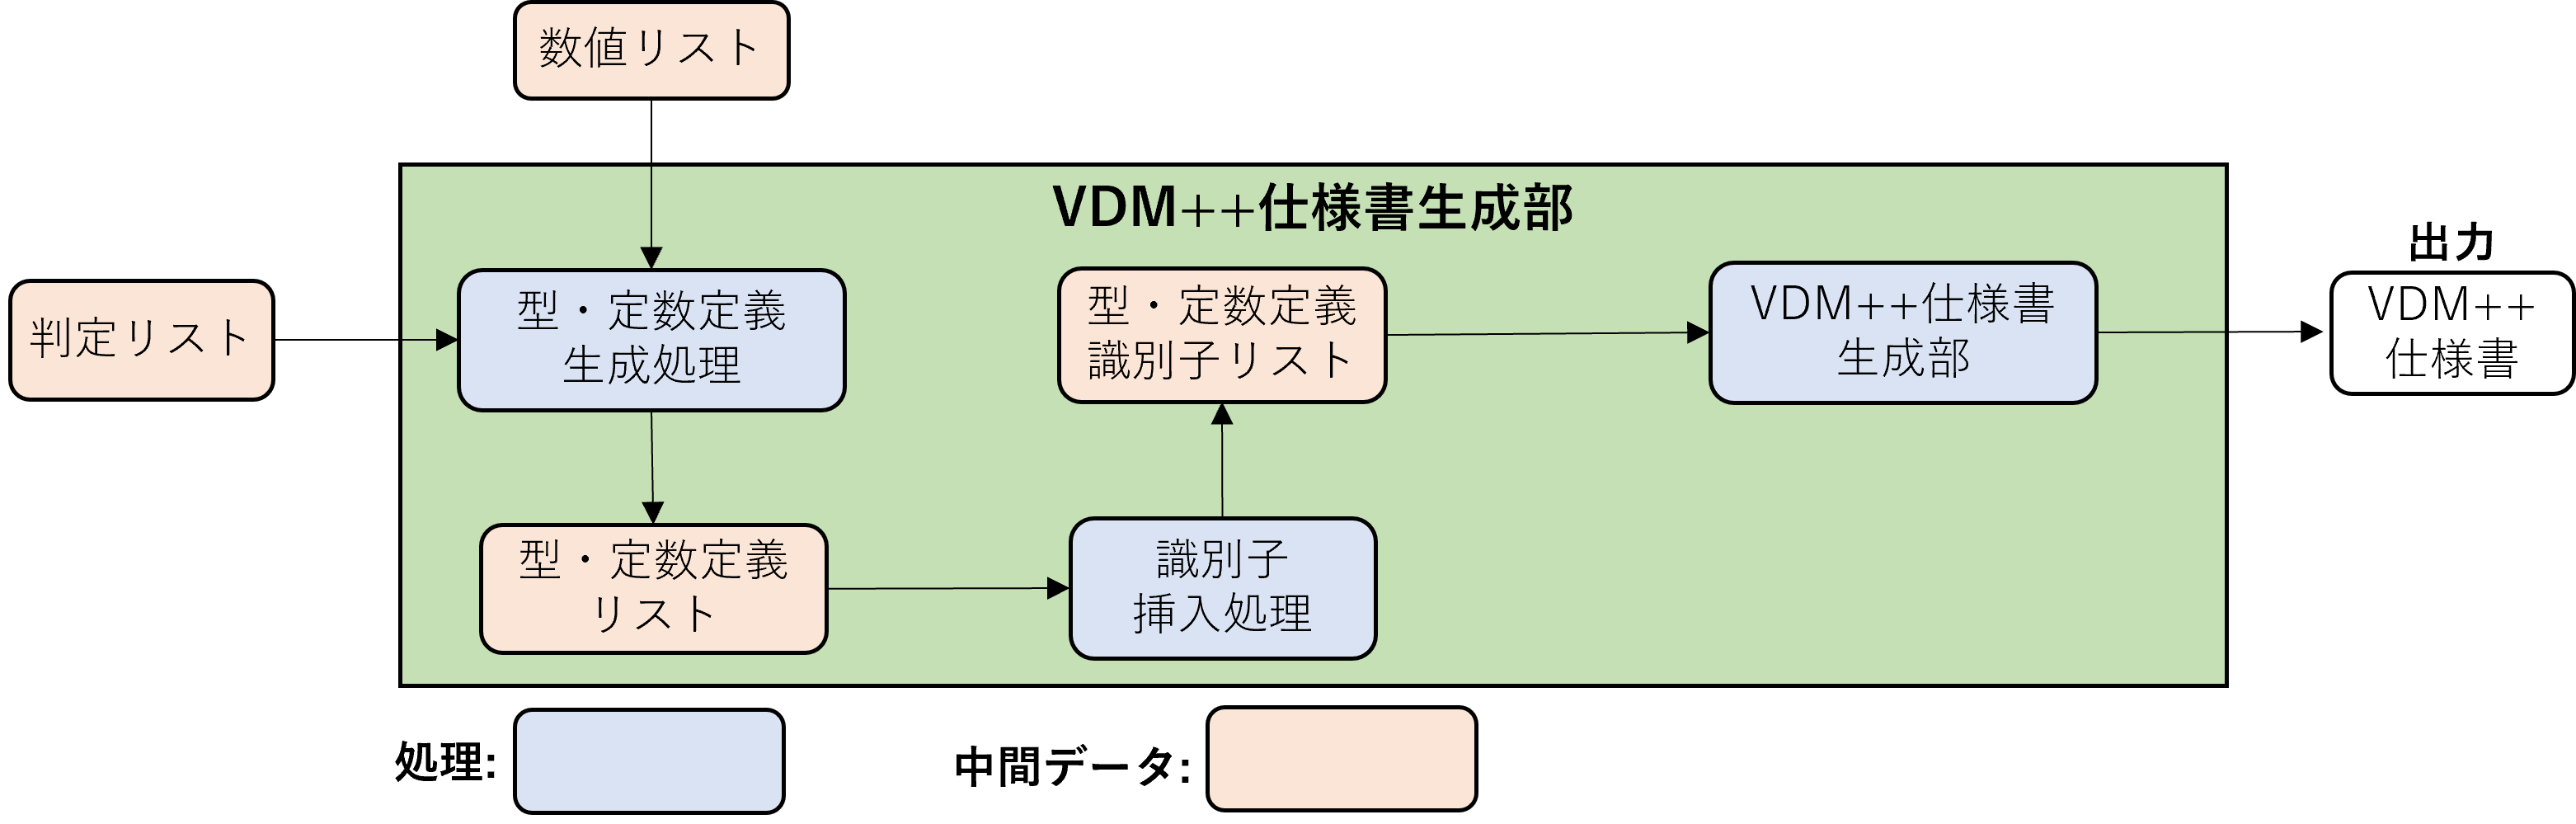 数値リスト
VDM++仕様書生成部
判定リスト
型・定数定義
生成処理
型・定数定義
識別子リスト
VDM++仕様書
生成部
出力
VDM++
仕様書
型・定数定義
リスト
識別子
挿入処理
処理:
中間データ: